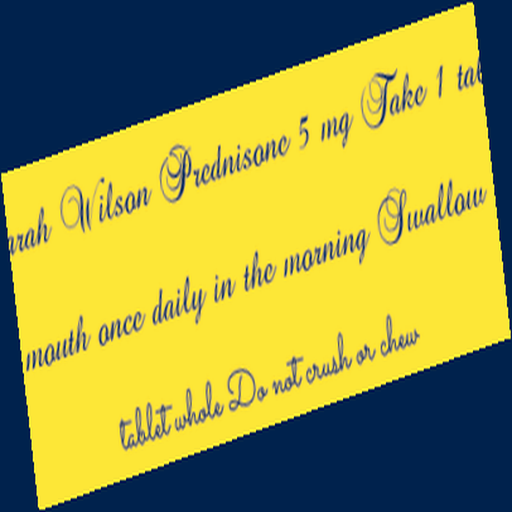 arah Wilson Prednisone 5 mg Take 1 tab
mouth once daily in the morning Swallow
tablet whole Do not crush or chew